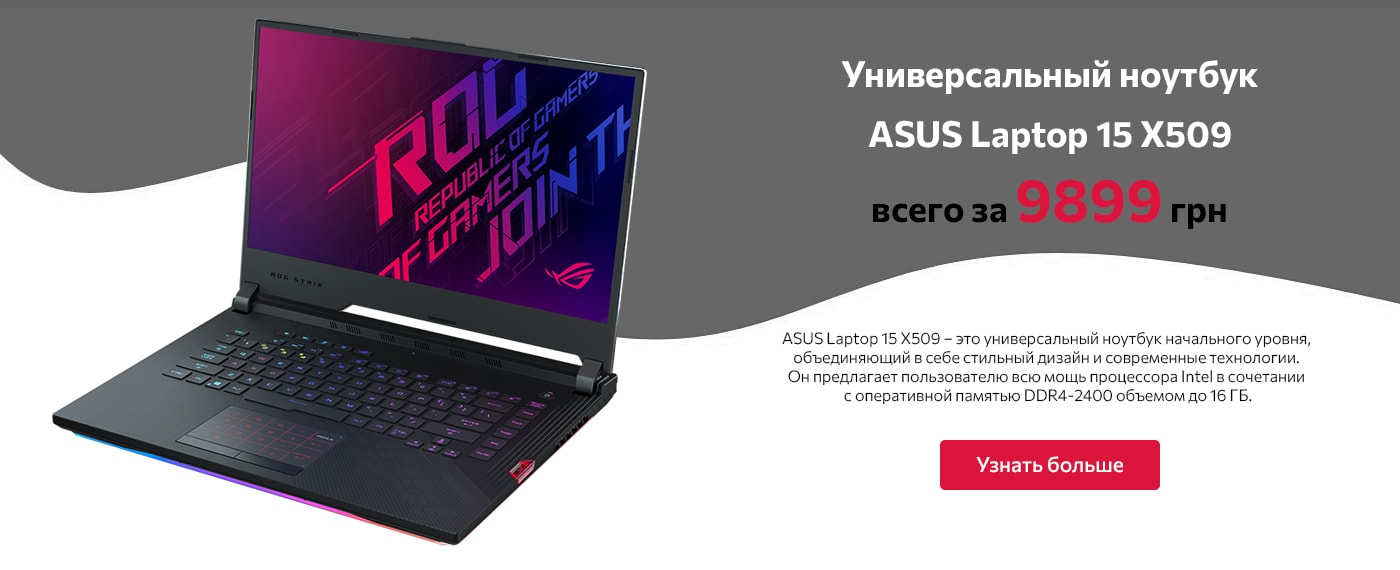 ROG
REPUBLIC OF GAMERS
OF GAMERS
JOIN TH
ROG STRIX
Универсальный ноутбук
ASUS Laptop 15 X509
всего за 9899 грн
ASUS Laptop 15 X509 – это универсальный ноутбук начального уровня,
объединяющий в себе стильный дизайн и современные технологии.
Он предлагает пользователю всю мощь процессора Intel в сочетании
с оперативной памятью DDR4-2400 объемом до 16 ГБ.
Узнать больше